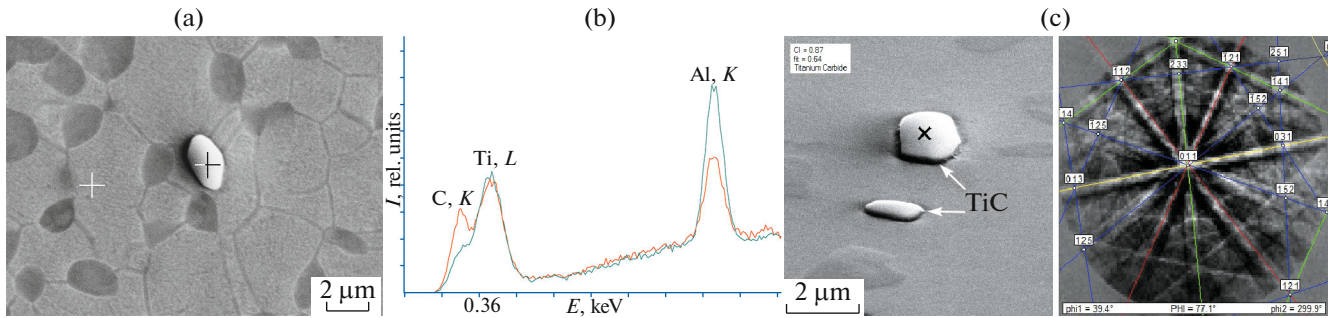 (a)
(b)
(c)
2 μm
I, rel. units
C, K
Ti, L
Al, K
0.36
E, keV
CI = 0.87
fit = 0.64
Titanium Carbide
TiC
2 μm
112
233
121
251
141
14
125
152
031
011
013
152
125
121
phi1 = 39.4°
PHI = 77.1°
phi2 = 299.9°